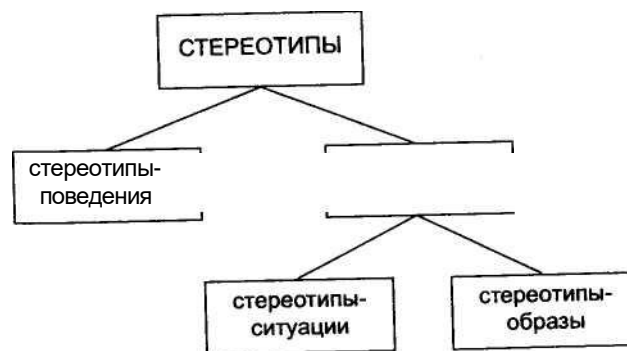 СТЕРЕОТИПЫ
стереотипы-
поведения
стереотипы-
ситуации
стереотипы-
образы